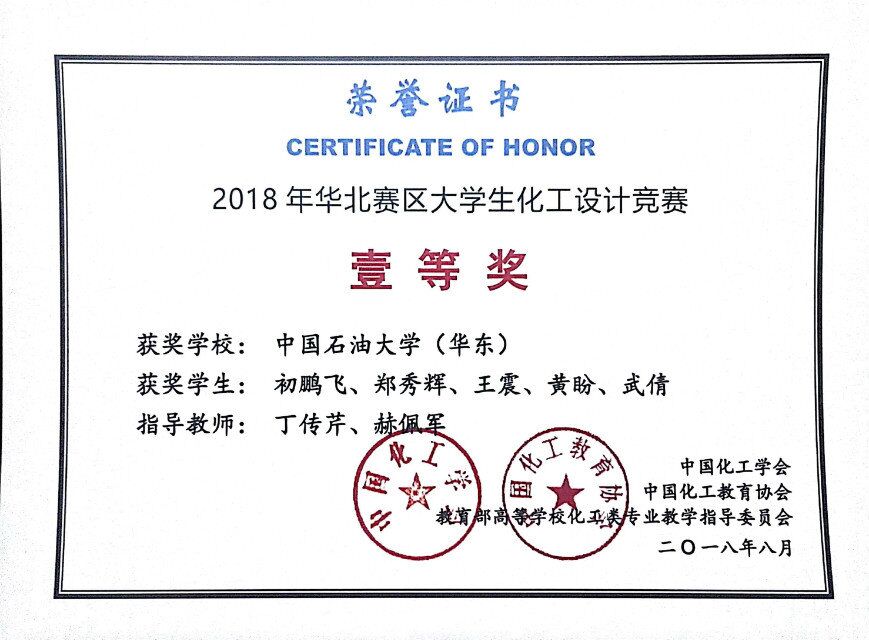 荣誉证书
CERTIFICATE OF HONOR
2018 年华北赛区大学生化工设计竞赛
壹等奖
获奖学校： 中国石油大学（华东）
获奖学生： 初鹏飞、郑秀辉、王震、黄盼、武倩
指导教师： 丁传芹、赫佩军
中国化工学会
中国化工教育协会
中国化工学会
中国化工教育协会
教育部高等学校化工类专业教学指导委员会
二〇一八年八月